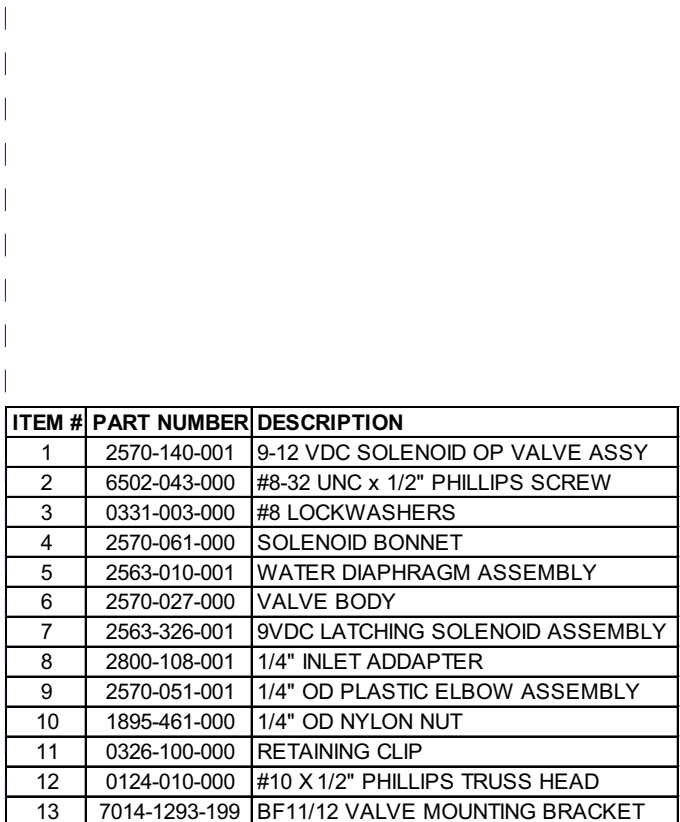 ITEM # PART NUMBER DESCRIPTION
1 2570-140-001 9-12 VDC SOLENOID OP VALVE ASSY
2 6502-043-000 #8-32 UNC x 1/2" PHILLIPS SCREW
3 0331-003-000 #8 LOCKWASHERS
4 2570-061-000 SOLENOID BONNET
5 2563-010-001 WATER DIAPHRAGM ASSEMBLY
6 2570-027-000 VALVE BODY
7 2563-326-001 9VDC LATCHING SOLENOID ASSEMBLY
8 2800-108-001 1/4" INLET ADDAPTER
9 2570-051-001 1/4" OD PLASTIC ELBOW ASSEMBLY
10 1895-461-000 1/4" OD NYLON NUT
11 0326-100-000 RETAINING CLIP
12 0124-010-000 #10 X 1/2" PHILLIPS TRUSS HEAD
13 7014-1293-199 BF11/12 VALVE MOUNTING BRACKET